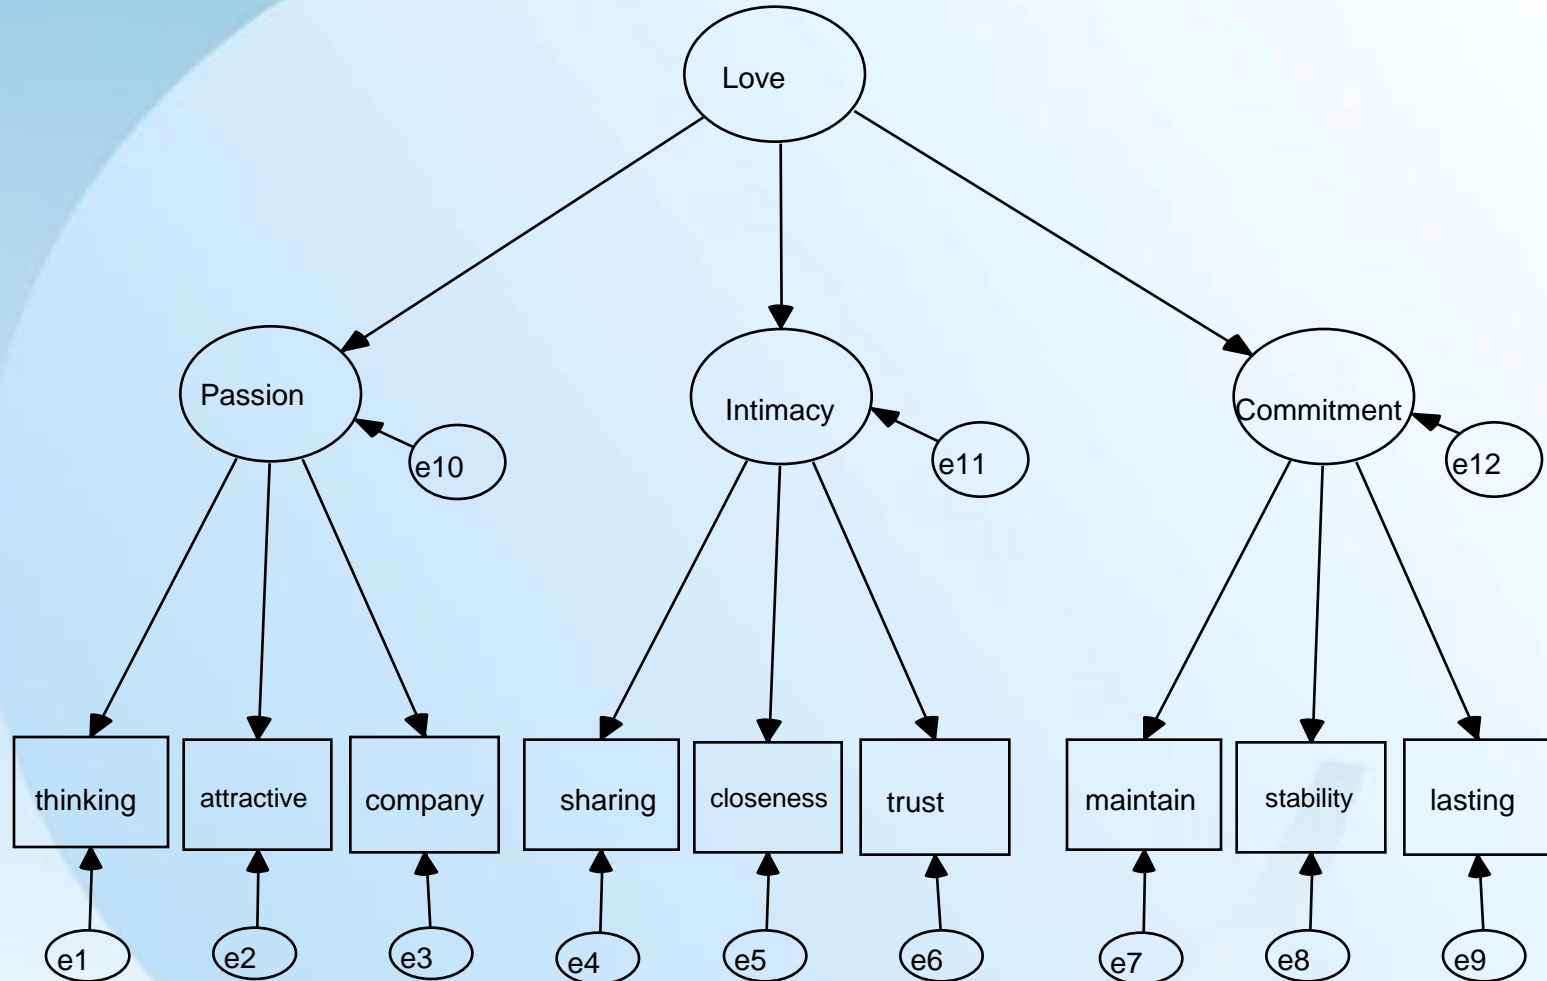 Love
Passion
Intimacy
Commitment
e10
e11
e12
thinking
attractive
company
sharing
closeness
trust
maintain
stability
lasting
e1
e2
e3
e4
e5
e6
e7
e8
e9